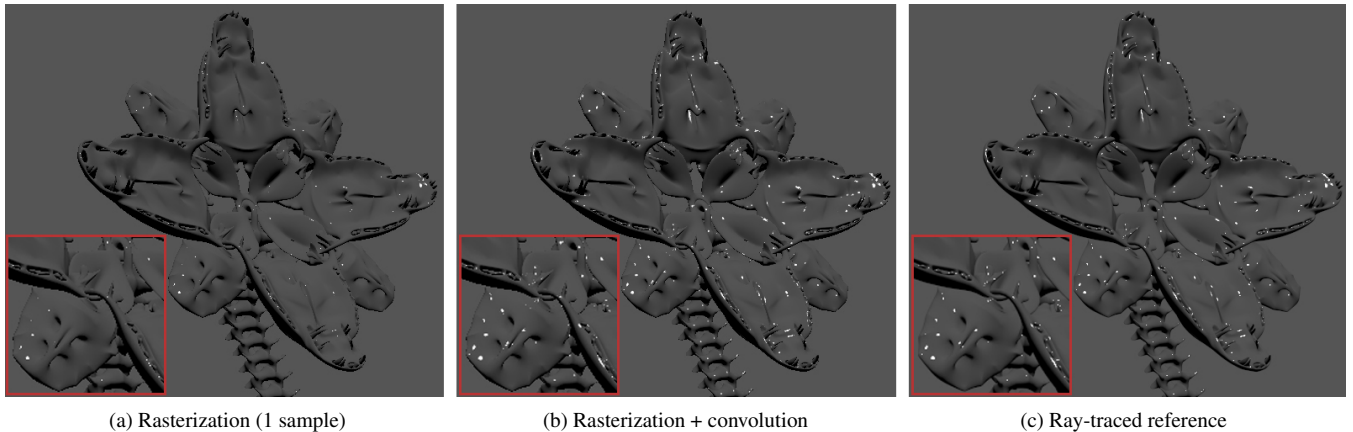 (a) Rasterization (1 sample)
(b) Rasterization + convolution
(c) Ray-traced reference